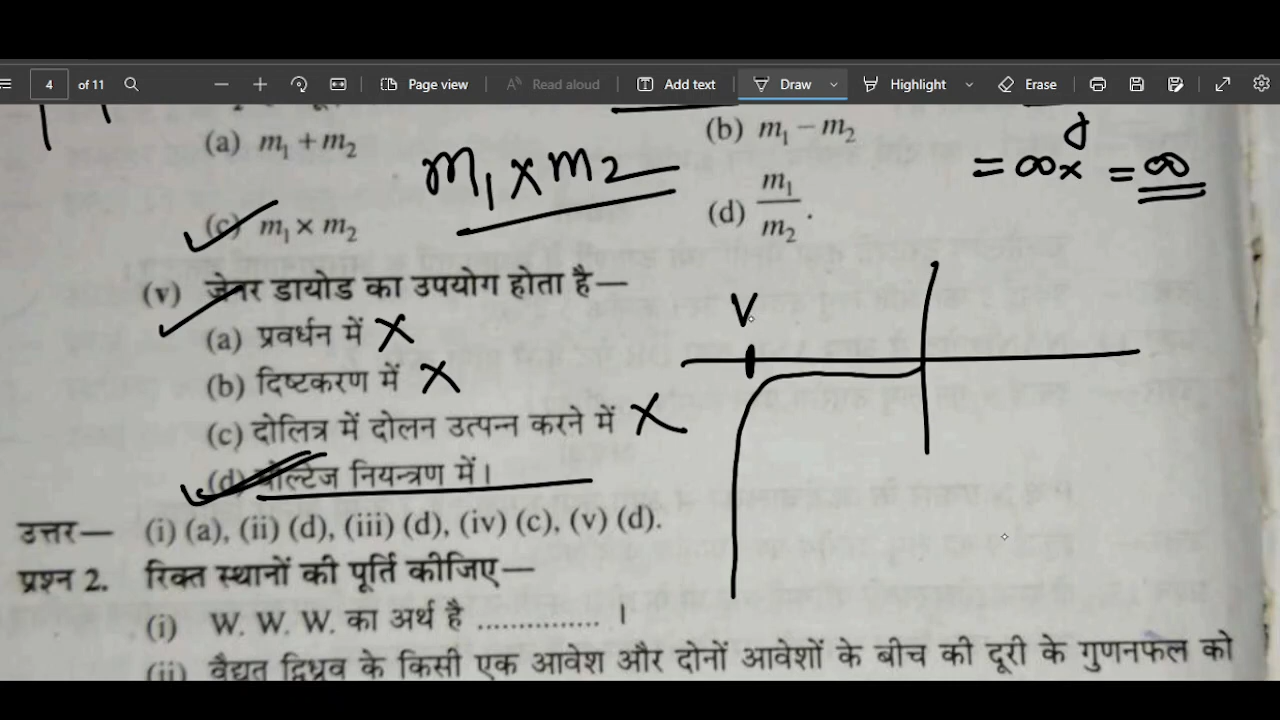 4 of 11 Page view Read aloud Add text Draw Highlight Erase
(a) m₁ + m₂ (b) m₁ − m₂
m₁ × m₂ = ∞ = ∞
(c) m₁ × m₂ (d) m₁/m₂.
(v) जेनर डायोड का उपयोग होता है—
V
(a) प्रवर्धन में ×
(b) दिष्टकरण में ×
(c) दोलित्र में दोलन उत्पन्न करने में ×
(d) वोल्टेज नियन्त्रण में।
उत्तर— (i) (a), (ii) (d), (iii) (d), (iv) (c), (v) (d).
प्रश्न 2. रिक्त स्थानों की पूर्ति कीजिए—
(i) W. W. W. का अर्थ है ............... ।
(ii) वैद्युत द्विध्रुव के किसी एक आवेश और दोनों आवेशों के बीच की दूरी के गुणनफल को